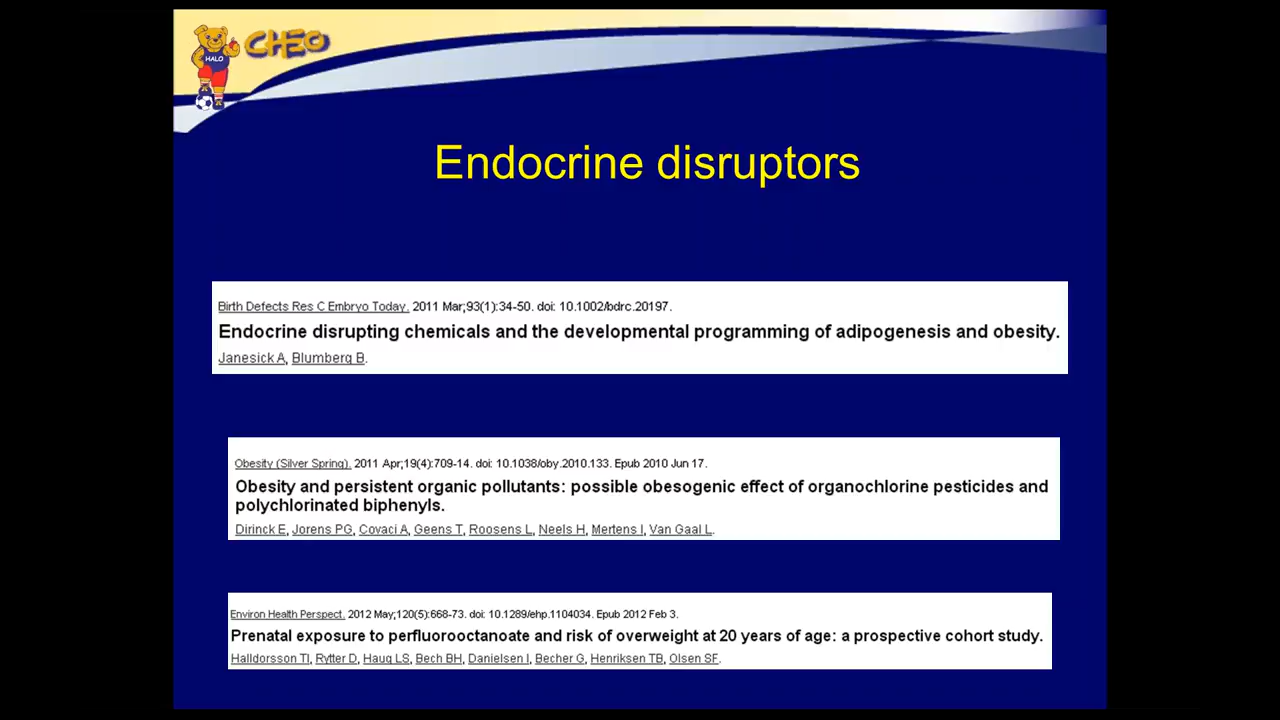 CHEO
HALO
Endocrine disruptors
Birth Defects Res C Embryo Today. 2011 Mar;93(1):34-50. doi: 10.1002/bdrc.20197.
Endocrine disrupting chemicals and the developmental programming of adipogenesis and obesity.
Janesick A, Blumberg B.
Obesity (Silver Spring). 2011 Apr;19(4):709-14. doi: 10.1038/oby.2010.133. Epub 2010 Jun 17.
Obesity and persistent organic pollutants: possible obesogenic effect of organochlorine pesticides and
polychlorinated biphenyls.
Dirinck E, Jorens PG, Covaci A, Geens T, Roosens L, Neels H, Mertens I, Van Gaal L.
Environ Health Perspect. 2012 May;120(5):668-73. doi: 10.1289/ehp.1104034. Epub 2012 Feb 3.
Prenatal exposure to perfluorooctanoate and risk of overweight at 20 years of age: a prospective cohort study.
Halldorsson TI, Rytter D, Haug LS, Bech BH, Danielsen I, Becher G, Henriksen TB, Olsen SF.